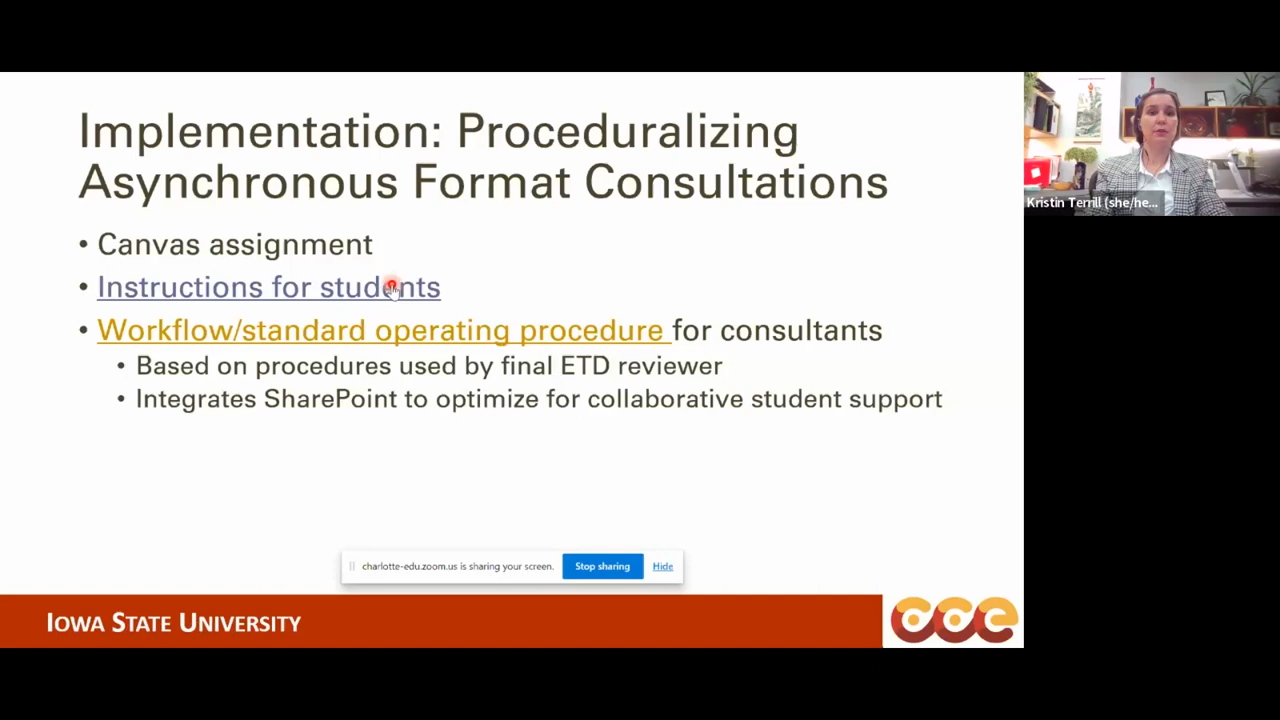 Implementation: Proceduralizing
Asynchronous Format Consultations
• Canvas assignment
• Instructions for students
• Workflow/standard operating procedure for consultants
• Based on procedures used by final ETD reviewer
• Integrates SharePoint to optimize for collaborative student support
Kristin Terrill (she/he...
charlotte-edu.zoom.us is sharing your screen.
Stop sharing
Hide
IOWA STATE UNIVERSITY
cce